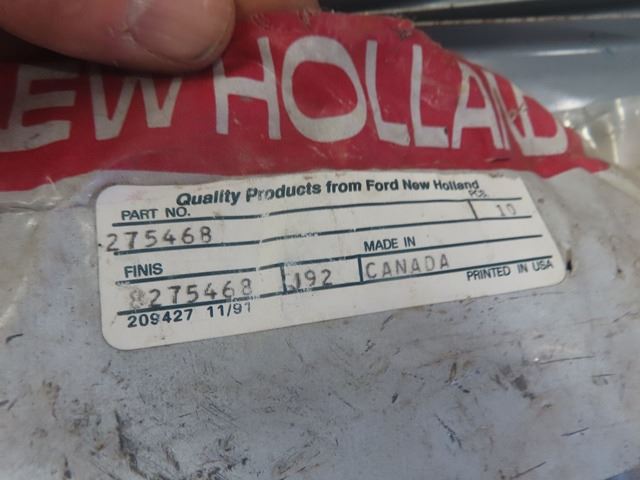 EW HOLLAND
Quality Products from Ford New Holland
PART NO. PCS
275468 10
FINIS MADE IN
8275468 192 CANADA
209427 11/91 PRINTED IN USA